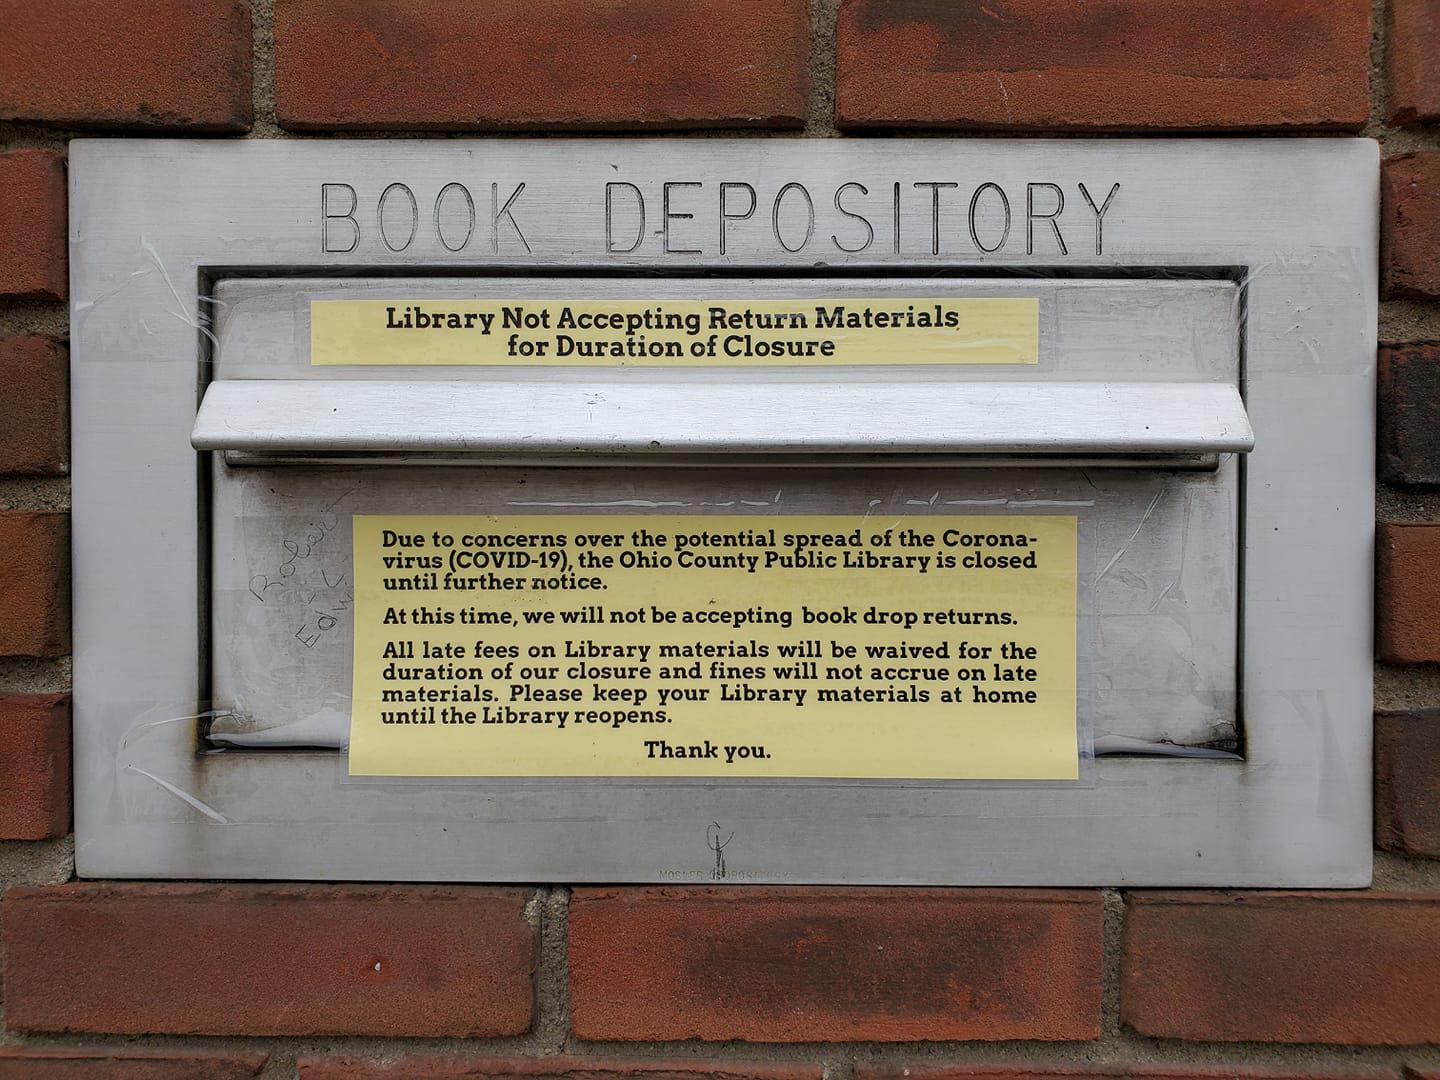 BOOK DEPOSITORY
Library Not Accepting Return Materials
for Duration of Closure
Due to concerns over the potential spread of the Corona-
virus (COVID-19), the Ohio County Public Library is closed
until further notice.
At this time, we will not be accepting book drop returns.
All late fees on Library materials will be waived for the
duration of our closure and fines will not accrue on late
materials. Please keep your Library materials at home
until the Library reopens.
Thank you.
MOSLER